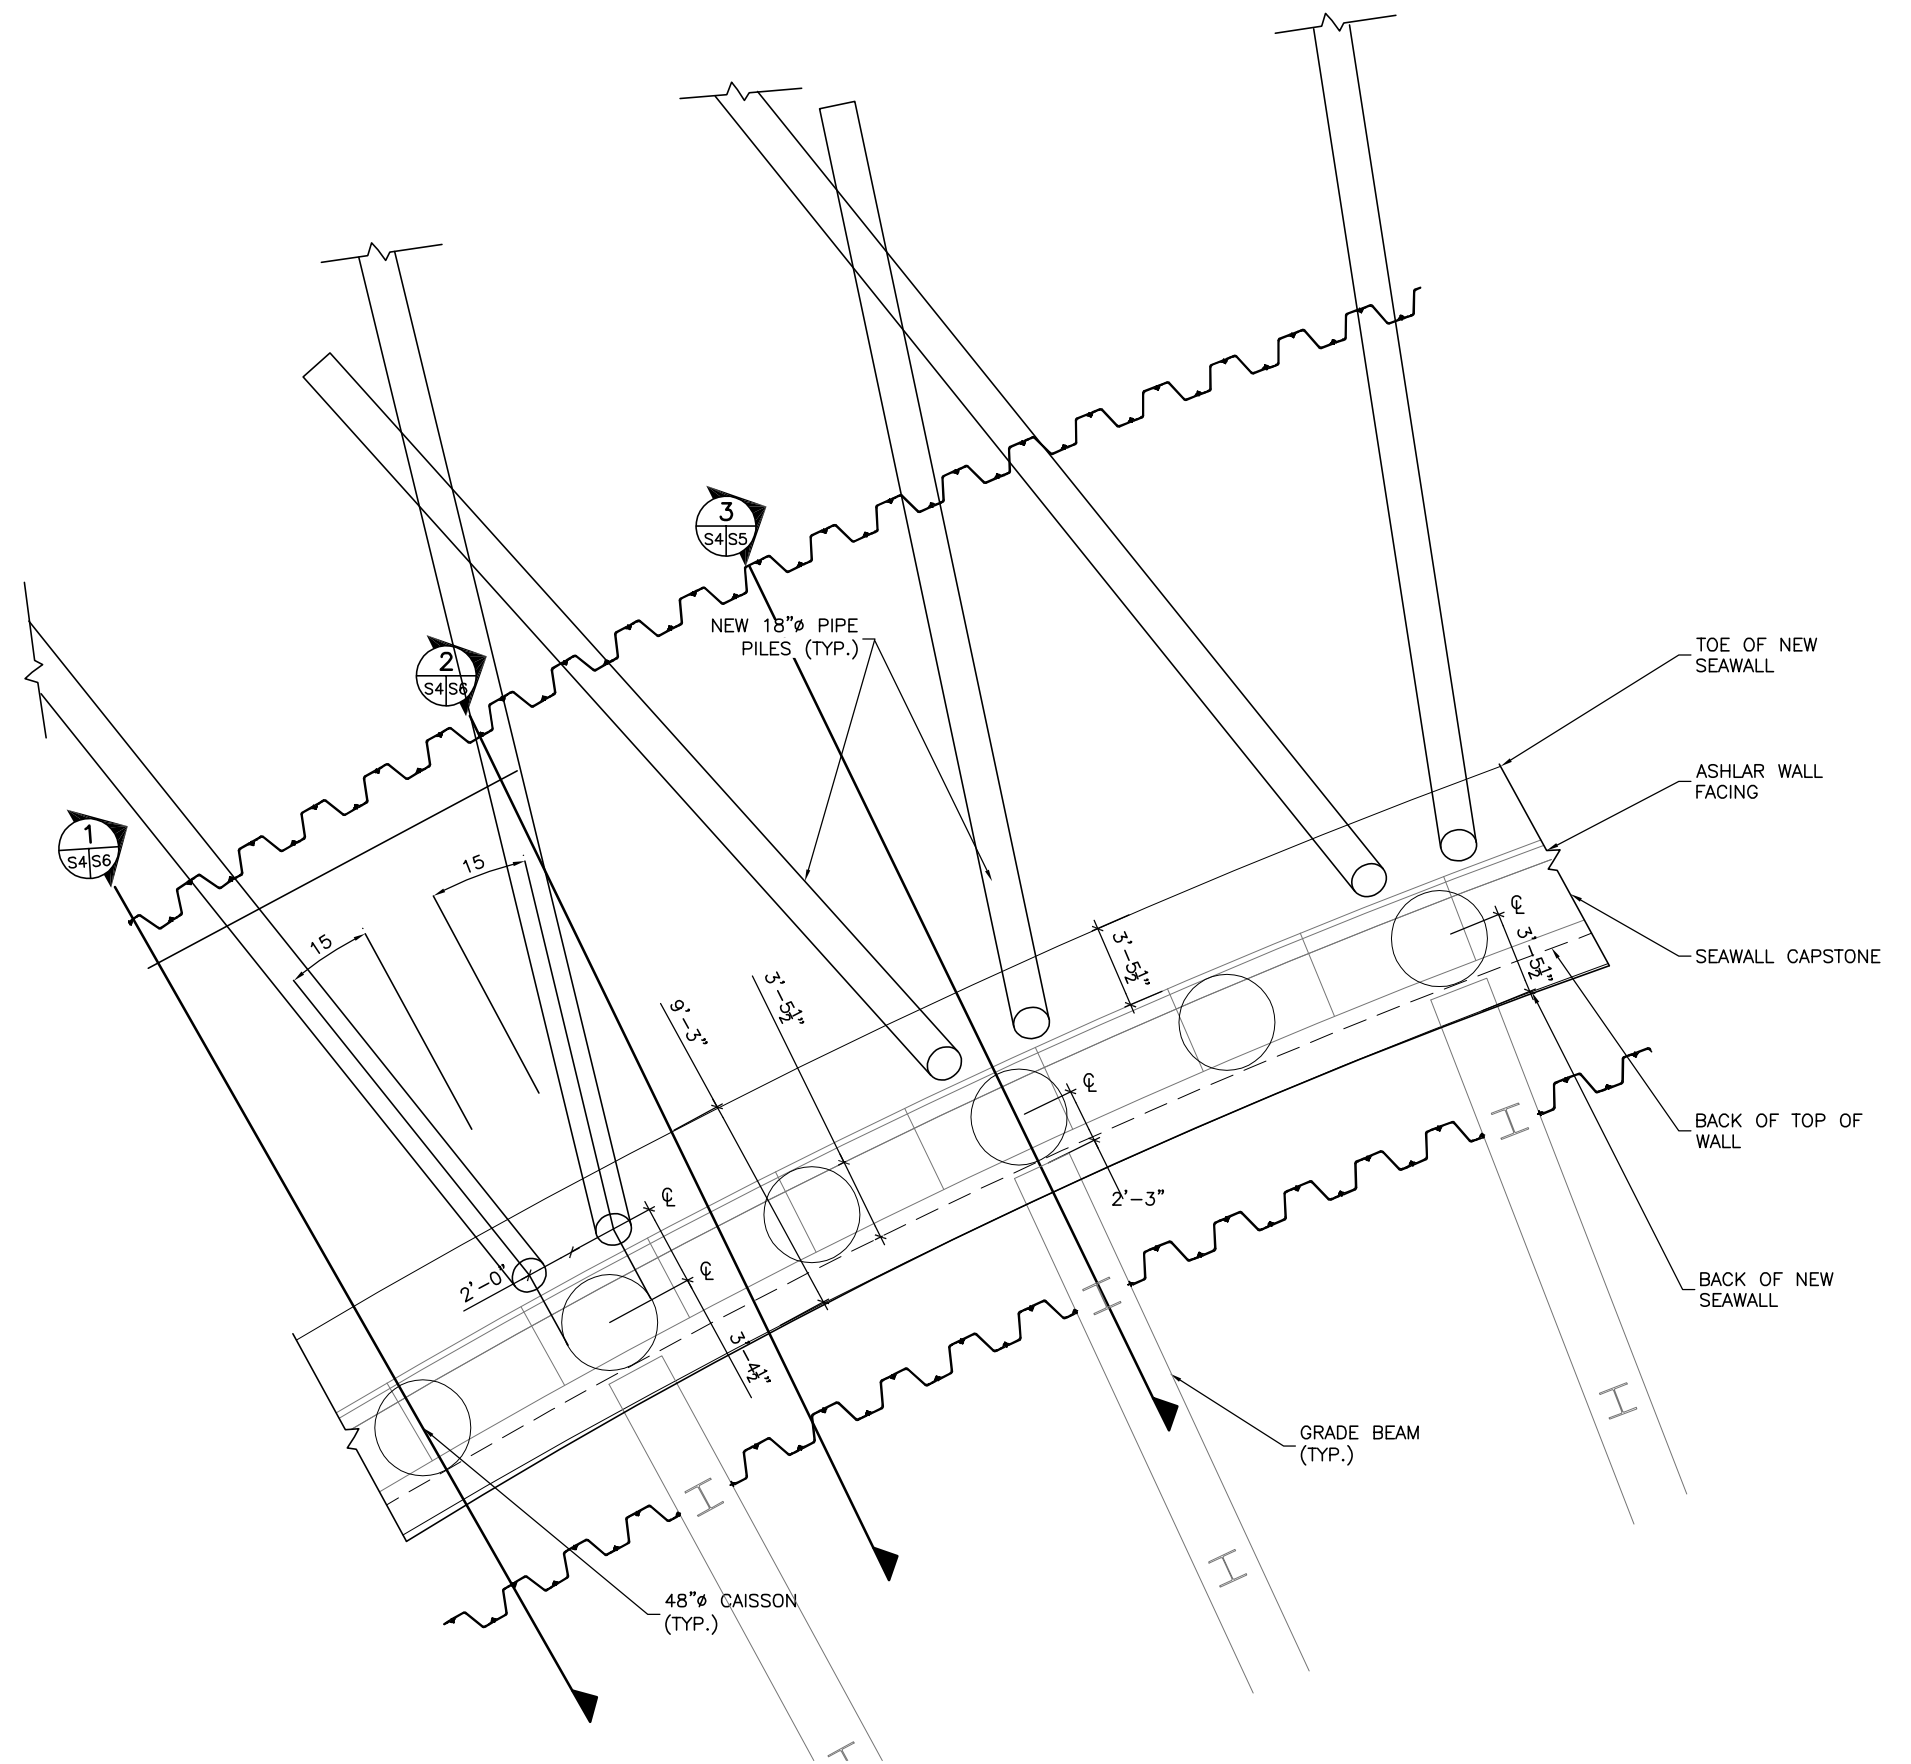 3
S4 S5
NEW 18"ø PIPE
PILES (TYP.)
2
S4 S6
1
S4 S6
TOE OF NEW
SEAWALL
ASHLAR WALL
FACING
15
15
℄
3'-5½"
3'-5½"
SEAWALL CAPSTONE
3'-5½"
9'-3"
℄
BACK OF TOP OF
WALL
2'-3"
℄
2'-0"
℄
BACK OF NEW
SEAWALL
3'-4½"
GRADE BEAM
(TYP.)
48"ø CAISSON
(TYP.)